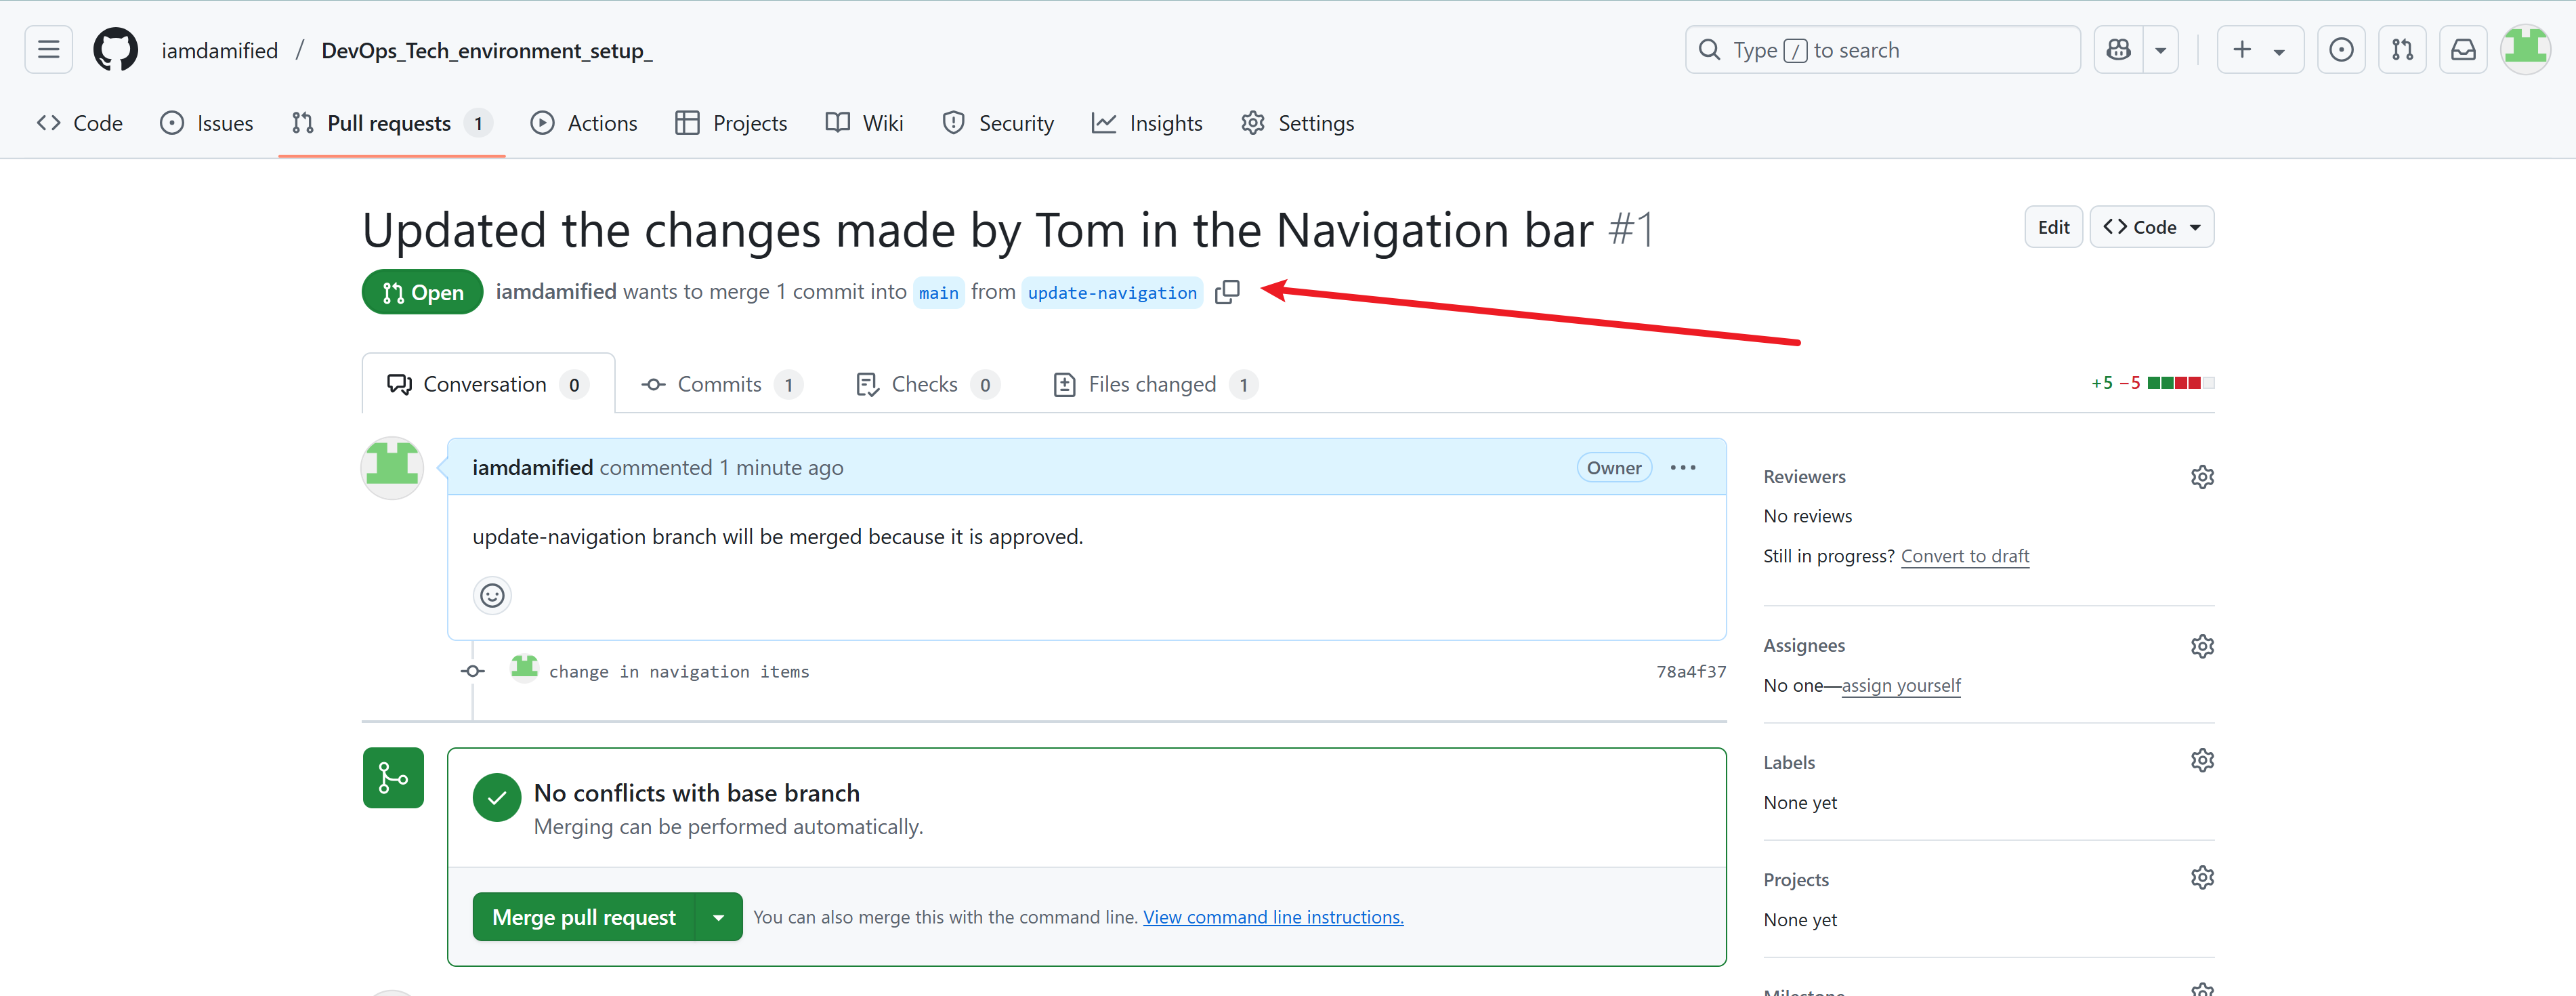 iamdamified / DevOps_Tech_environment_setup_
Type / to search
Code Issues Pull requests 1 Actions Projects Wiki Security Insights Settings
Updated the changes made by Tom in the Navigation bar #1
Edit Code
Open iamdamified wants to merge 1 commit into main from update-navigation
Conversation 0 Commits 1 Checks 0 Files changed 1
+5 −5
iamdamified commented 1 minute ago Owner
update-navigation branch will be merged because it is approved.
change in navigation items 78a4f37
No conflicts with base branch
Merging can be performed automatically.
Merge pull request You can also merge this with the command line. View command line instructions.
Reviewers
No reviews
Still in progress? Convert to draft
Assignees
No one—assign yourself
Labels
None yet
Projects
None yet
Milestone